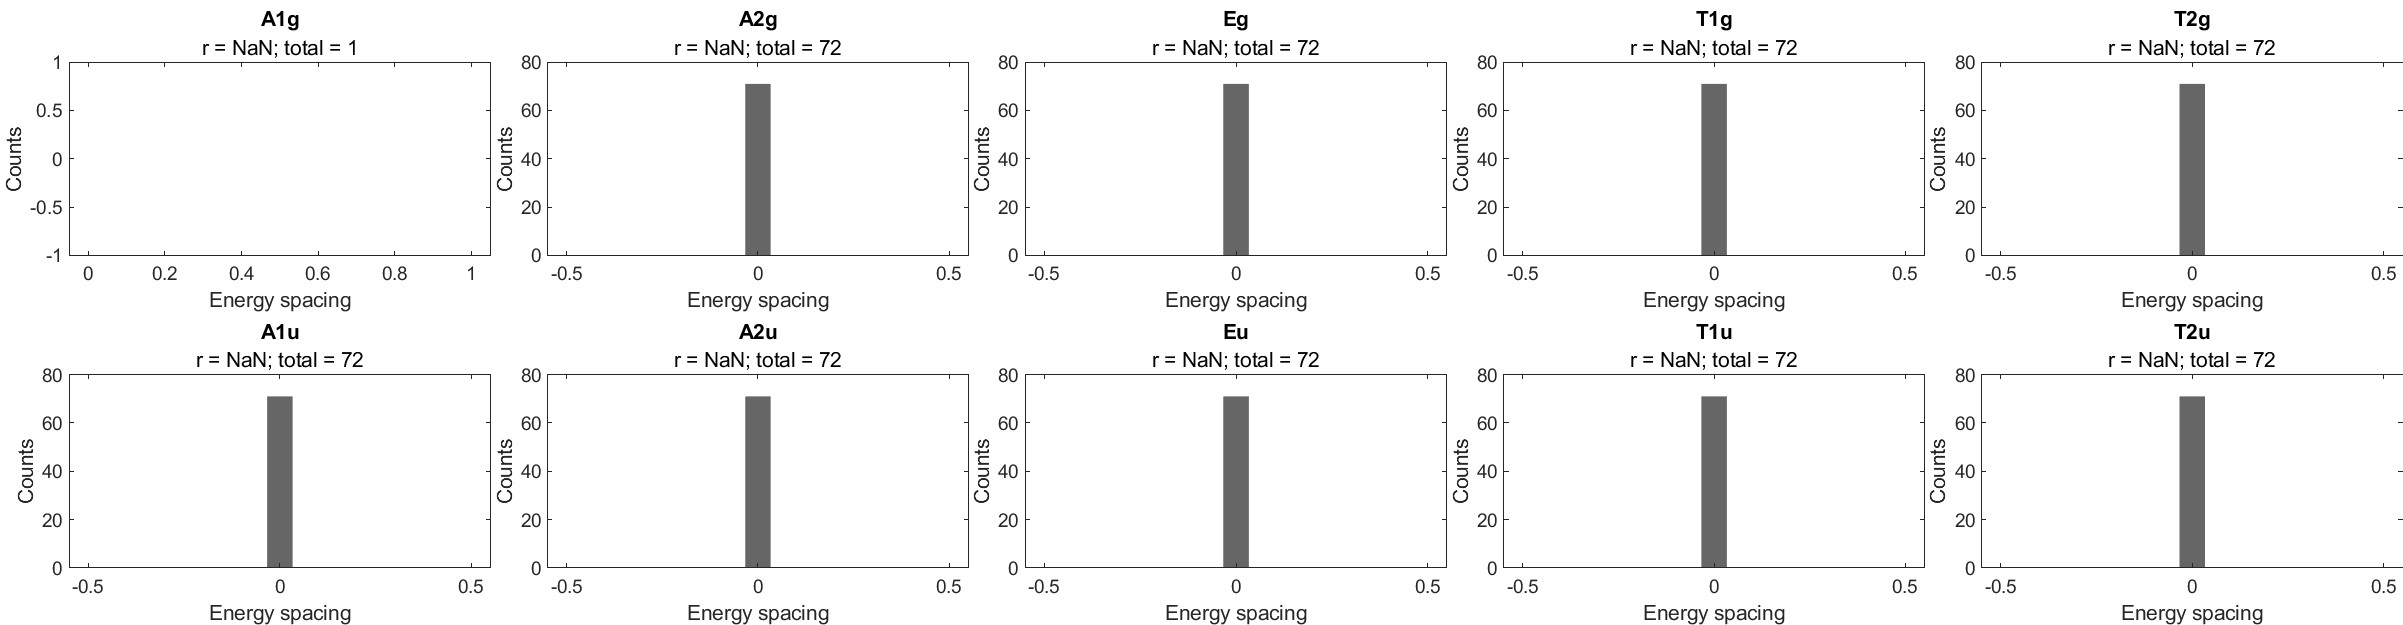 A1g
r = NaN; total = 1
1
0.5
0
-0.5
-1
Counts
0 0.2 0.4 0.6 0.8 1
Energy spacing
A2g
r = NaN; total = 72
80
60
40
20
0
Counts
-0.5 0 0.5
Energy spacing
Eg
r = NaN; total = 72
80
60
40
20
0
Counts
-0.5 0 0.5
Energy spacing
T1g
r = NaN; total = 72
80
60
40
20
0
Counts
-0.5 0 0.5
Energy spacing
T2g
r = NaN; total = 72
80
60
40
20
0
Counts
-0.5 0 0.5
Energy spacing
A1u
r = NaN; total = 72
80
60
40
20
0
Counts
-0.5 0 0.5
Energy spacing
A2u
r = NaN; total = 72
80
60
40
20
0
Counts
-0.5 0 0.5
Energy spacing
Eu
r = NaN; total = 72
80
60
40
20
0
Counts
-0.5 0 0.5
Energy spacing
T1u
r = NaN; total = 72
80
60
40
20
0
Counts
-0.5 0 0.5
Energy spacing
T2u
r = NaN; total = 72
80
60
40
20
0
Counts
-0.5 0 0.5
Energy spacing